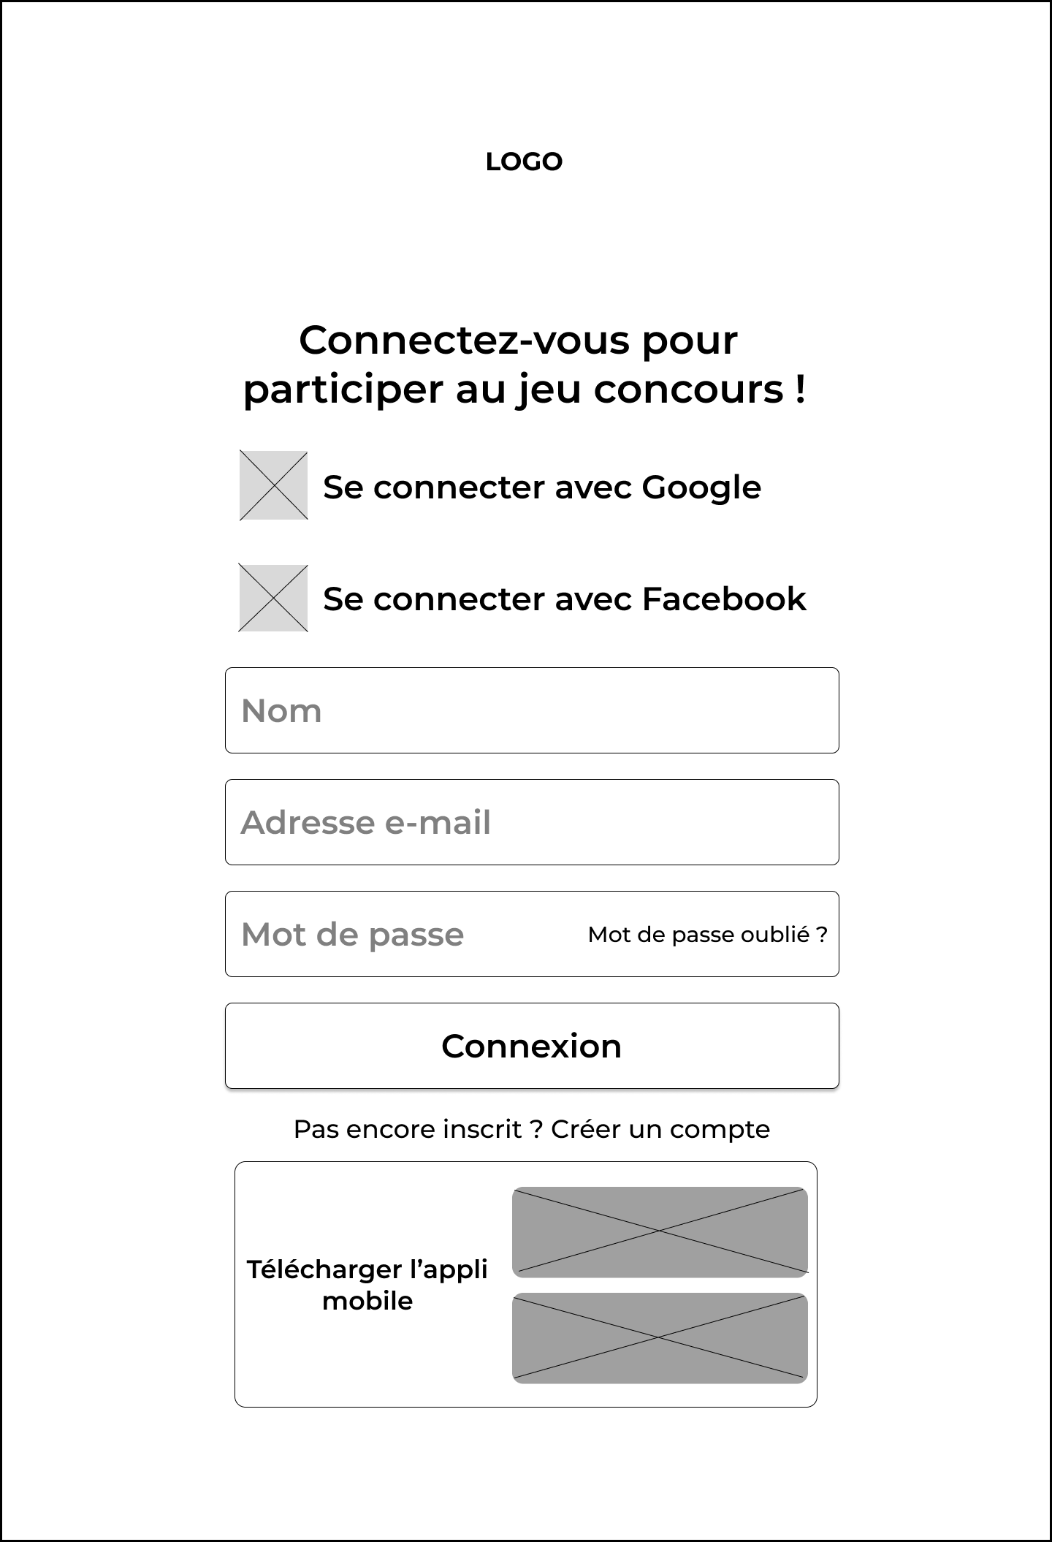 LOGO
Connectez-vous pour
participer au jeu concours !
Se connecter avec Google
Se connecter avec Facebook
Nom
Adresse e-mail
Mot de passe Mot de passe oublié ?
Connexion
Pas encore inscrit ? Créer un compte
Télécharger l’appli
mobile